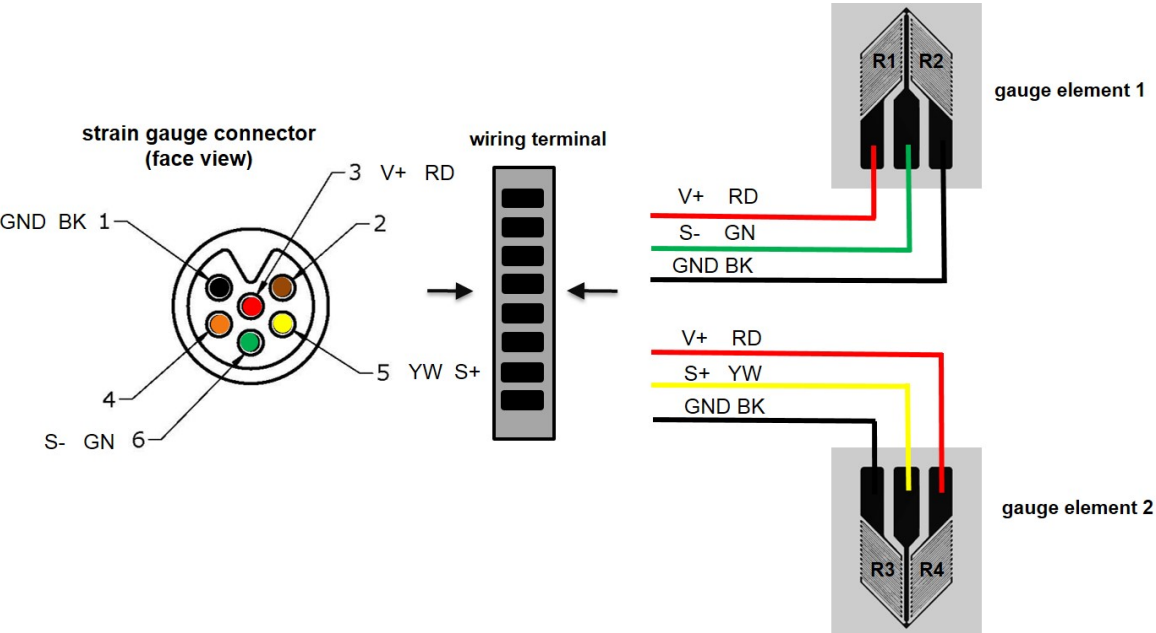 strain gauge connector
(face view)
GND BK 1
3 V+ RD
2
4
5 YW S+
S- GN 6
wiring terminal
V+ RD
S- GN
GND BK
R1 R2
gauge element 1
V+ RD
S+ YW
GND BK
R3 R4
gauge element 2